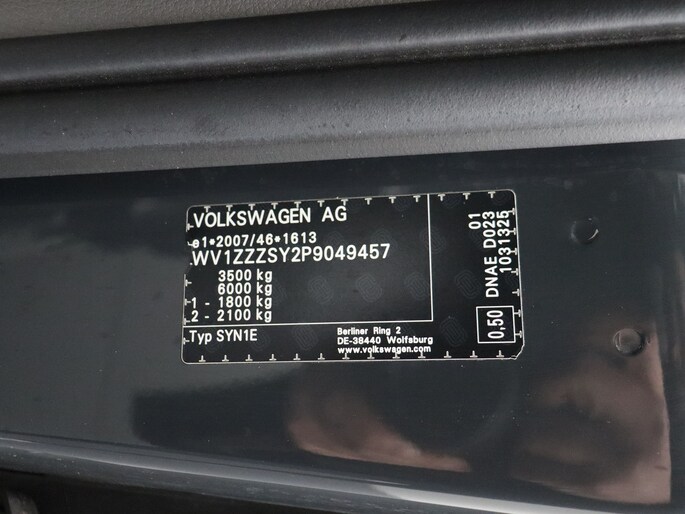 VOLKSWAGEN AG
e1*2007/46*1613
WV1ZZZSY2P9049457
3500 kg
6000 kg
1 - 1800 kg
2 - 2100 kg
Typ SYN1E
Berliner Ring 2
DE-38440 Wolfsburg
www.volkswagen.com
DNAE D023
01
1031325
0,50